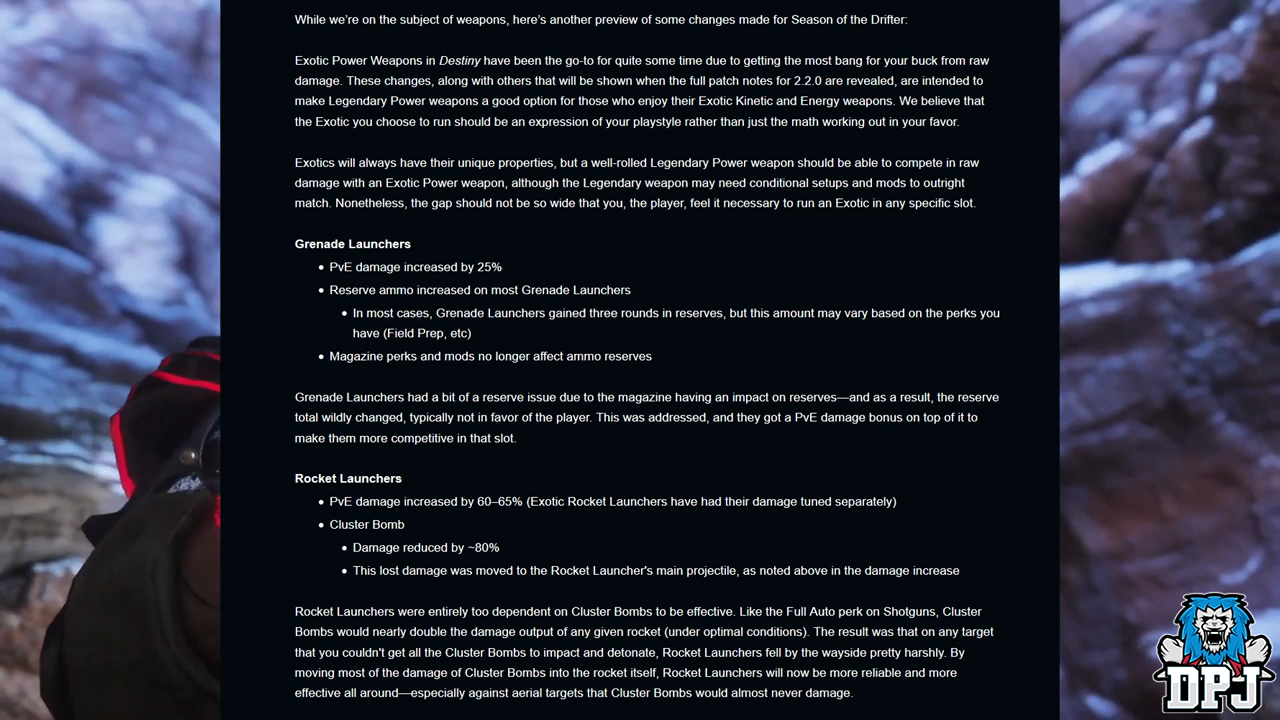 While we're on the subject of weapons, here's another preview of some changes made for Season of the Drifter:
Exotic Power Weapons in Destiny have been the go-to for quite some time due to getting the most bang for your buck from raw
damage. These changes, along with others that will be shown when the full patch notes for 2.2.0 are revealed, are intended to
make Legendary Power weapons a good option for those who enjoy their Exotic Kinetic and Energy weapons. We believe that
the Exotic you choose to run should be an expression of your playstyle rather than just the math working out in your favor.
Exotics will always have their unique properties, but a well-rolled Legendary Power weapon should be able to compete in raw
damage with an Exotic Power weapon, although the Legendary weapon may need conditional setups and mods to outright
match. Nonetheless, the gap should not be so wide that you, the player, feel it necessary to run an Exotic in any specific slot.
Grenade Launchers
• PvE damage increased by 25%
• Reserve ammo increased on most Grenade Launchers
• In most cases, Grenade Launchers gained three rounds in reserves, but this amount may vary based on the perks you
have (Field Prep, etc)
• Magazine perks and mods no longer affect ammo reserves
Grenade Launchers had a bit of a reserve issue due to the magazine having an impact on reserves—and as a result, the reserve
total wildly changed, typically not in favor of the player. This was addressed, and they got a PvE damage bonus on top of it to
make them more competitive in that slot.
Rocket Launchers
• PvE damage increased by 60–65% (Exotic Rocket Launchers have had their damage tuned separately)
• Cluster Bomb
• Damage reduced by ~80%
• This lost damage was moved to the Rocket Launcher's main projectile, as noted above in the damage increase
Rocket Launchers were entirely too dependent on Cluster Bombs to be effective. Like the Full Auto perk on Shotguns, Cluster
Bombs would nearly double the damage output of any given rocket (under optimal conditions). The result was that on any target
that you couldn't get all the Cluster Bombs to impact and detonate, Rocket Launchers fell by the wayside pretty harshly. By
moving most of the damage of Cluster Bombs into the rocket itself, Rocket Launchers will now be more reliable and more
effective all around—especially against aerial targets that Cluster Bombs would almost never damage.
DPJ